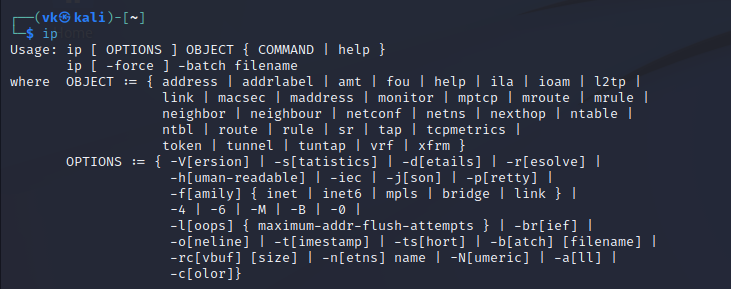 ┌──(vk㉿kali)-[~]
└─$ ip
Usage: ip [ OPTIONS ] OBJECT { COMMAND | help }
       ip [ -force ] -batch filename
where  OBJECT := { address | addrlabel | amt | fou | help | ila | ioam | l2tp |
                   link | macsec | maddress | monitor | mptcp | mroute | mrule |
                   neighbor | neighbour | netconf | netns | nexthop | ntable |
                   ntbl | route | rule | sr | tap | tcpmetrics |
                   token | tunnel | tuntap | vrf | xfrm }
       OPTIONS := { -V[ersion] | -s[tatistics] | -d[etails] | -r[esolve] |
                    -h[uman-readable] | -iec | -j[son] | -p[retty] |
                    -f[amily] { inet | inet6 | mpls | bridge | link } |
                    -4 | -6 | -M | -B | -0 |
                    -l[oops] { maximum-addr-flush-attempts } | -br[ief] |
                    -o[neline] | -t[imestamp] | -ts[hort] | -b[atch] [filename] |
                    -rc[vbuf] [size] | -n[etns] name | -N[umeric] | -a[ll] |
                    -c[olor]}